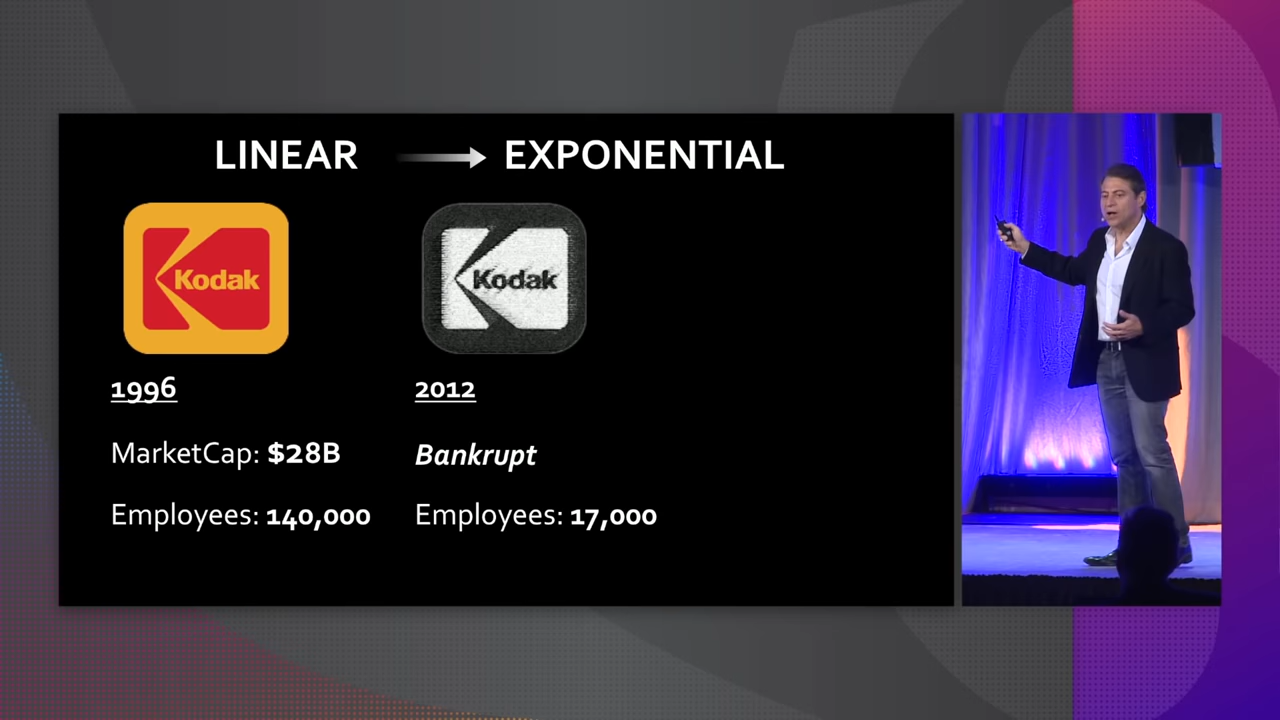 LINEAR → EXPONENTIAL
Kodak
Kodak
1996
2012
MarketCap: $28B
Bankrupt
Employees: 140,000
Employees: 17,000